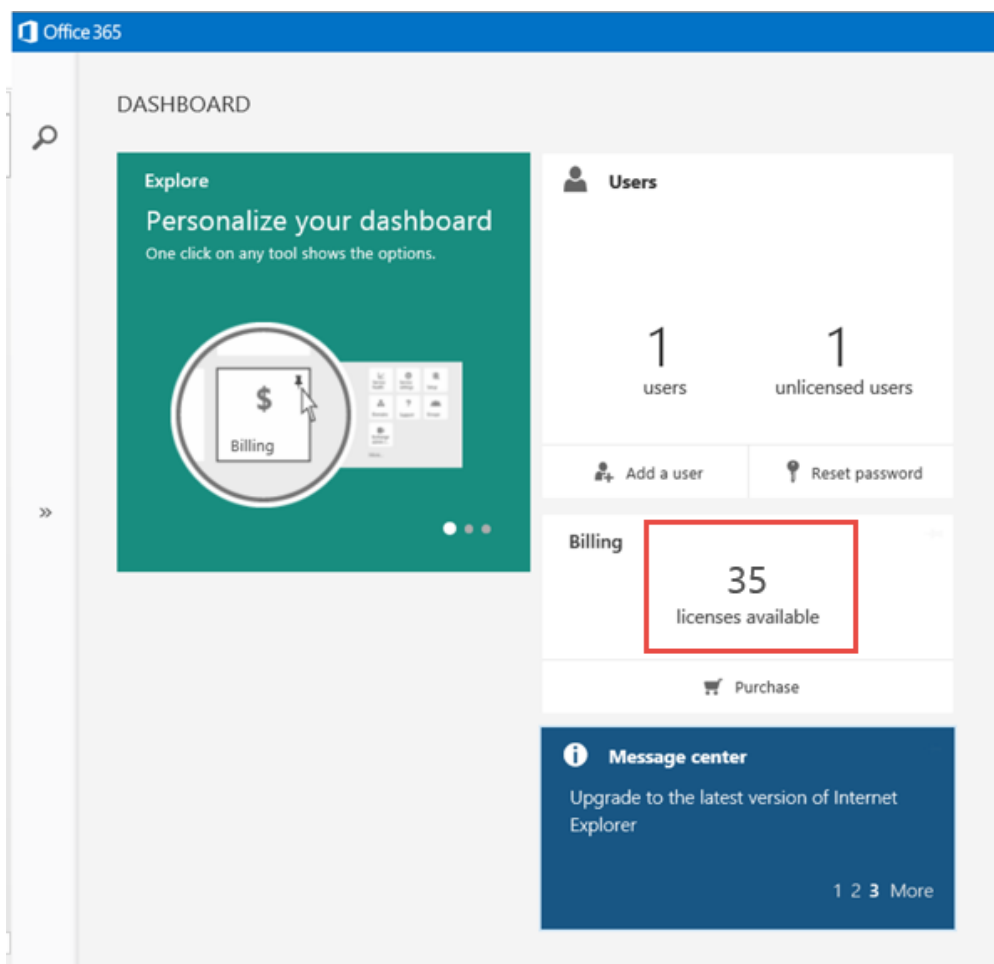 Office 365
DASHBOARD
Explore
Personalize your dashboard
One click on any tool shows the options.
$
Billing
Users
1
users
1
unlicensed users
Add a user
Reset password
»
Billing
35
licenses available
Purchase
Message center
Upgrade to the latest version of Internet
Explorer
1 2 3 More